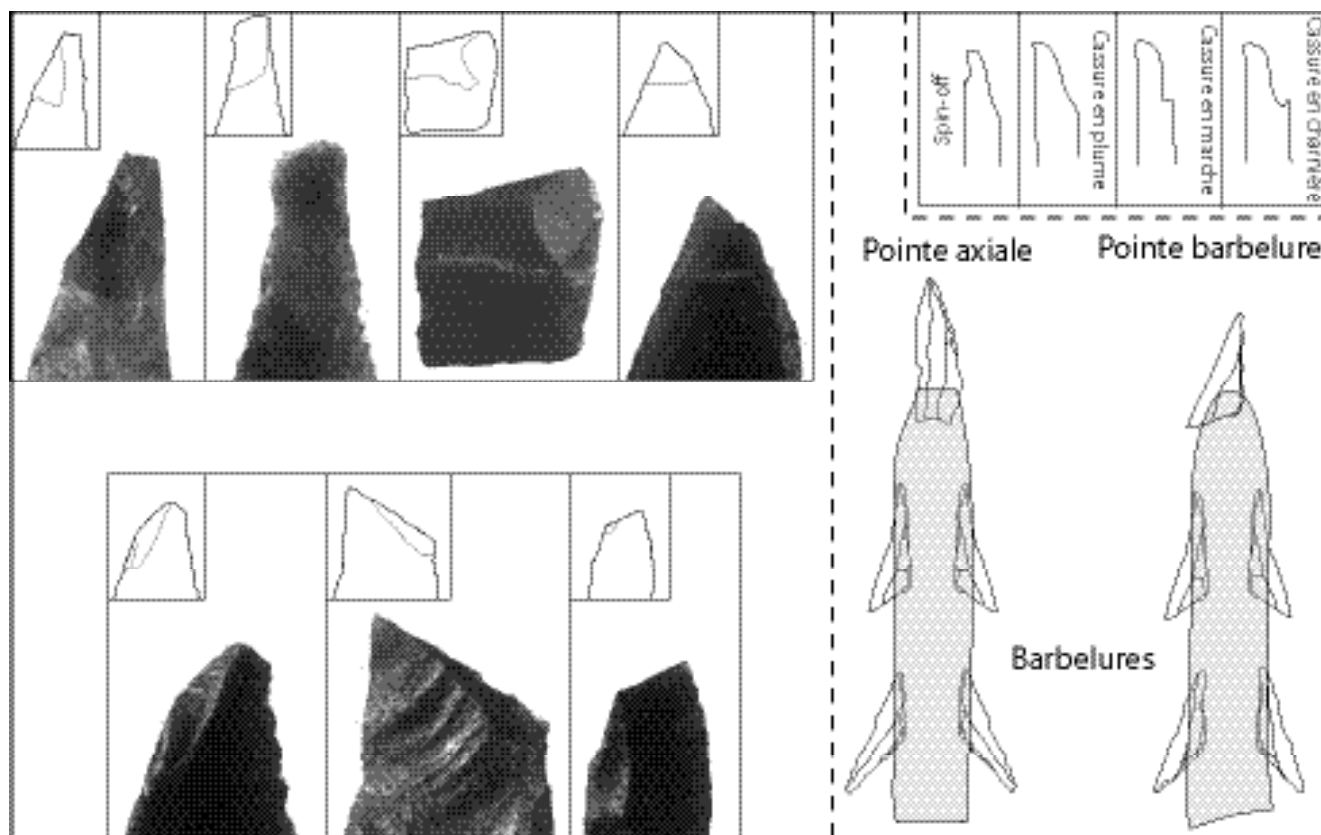 Spin-off
Cassure en plume
Cassure en marche
Cassure en charnière
Pointe axiale
Pointe barbelure
Barbelures